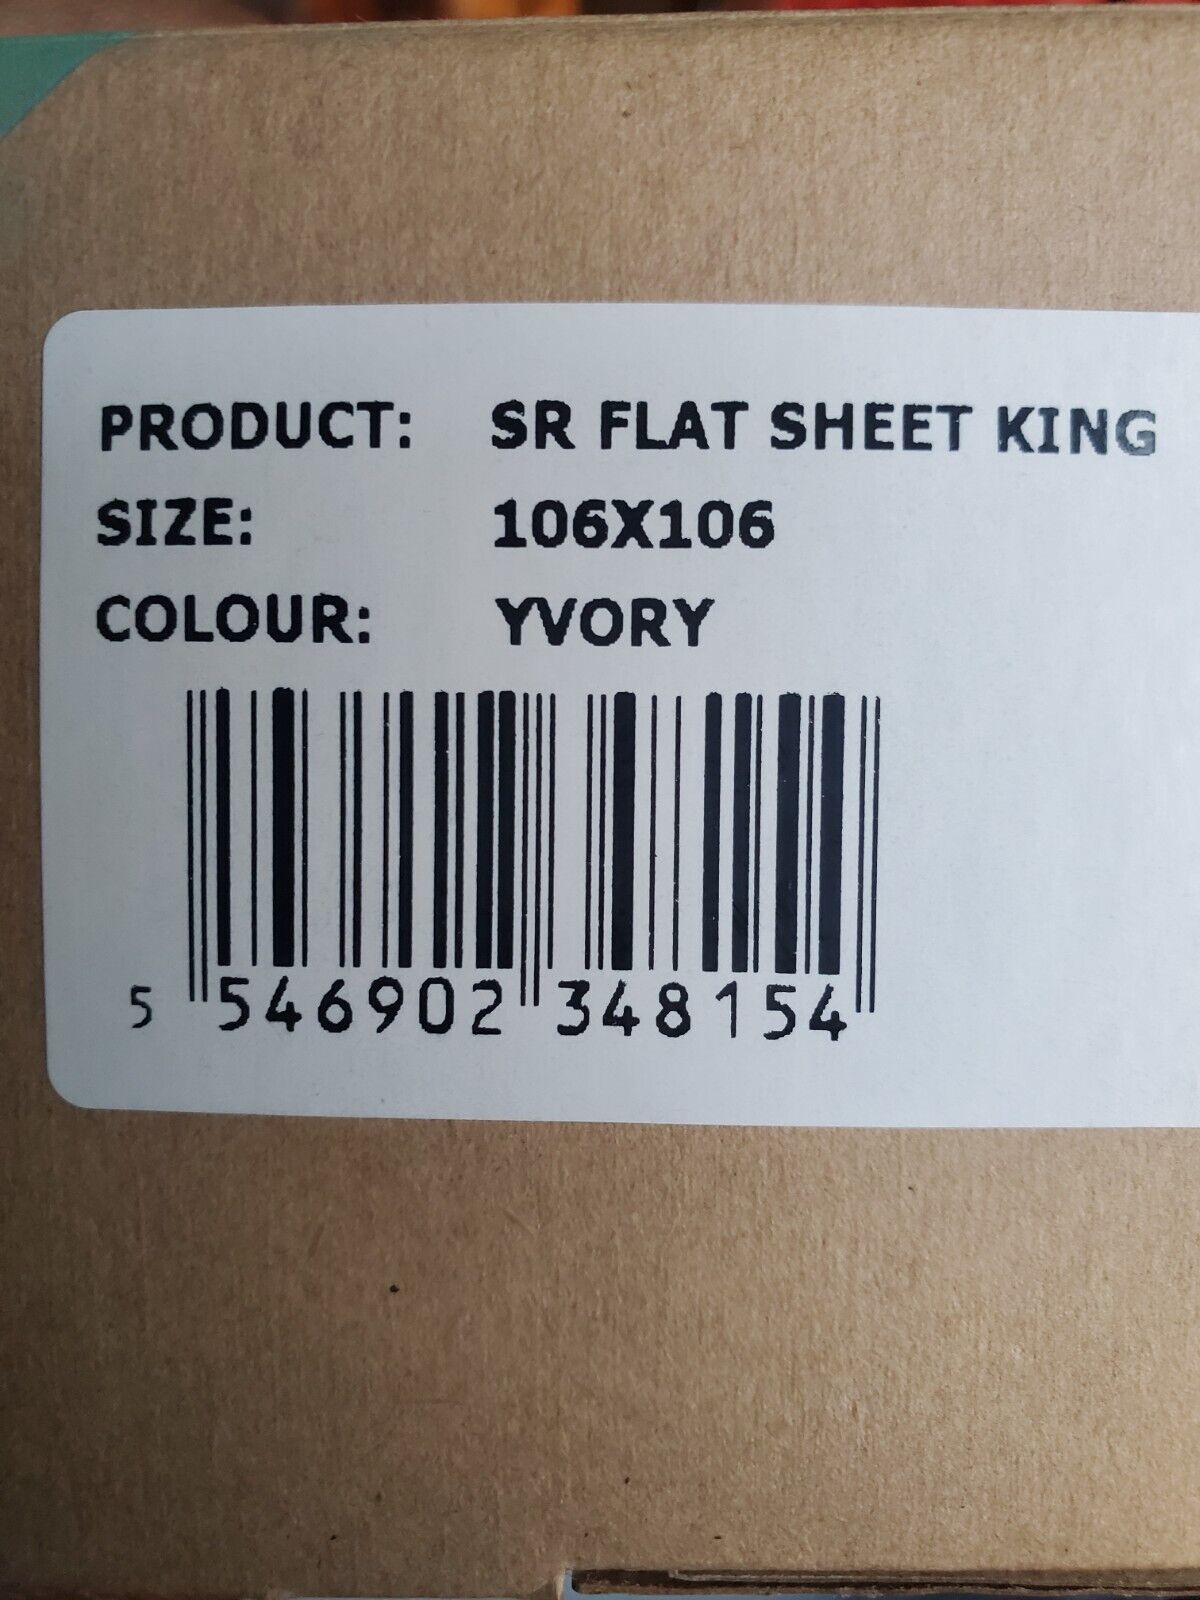 PRODUCT: SR FLAT SHEET KING
SIZE: 106X106
COLOUR: YVORY
5 546902 348154